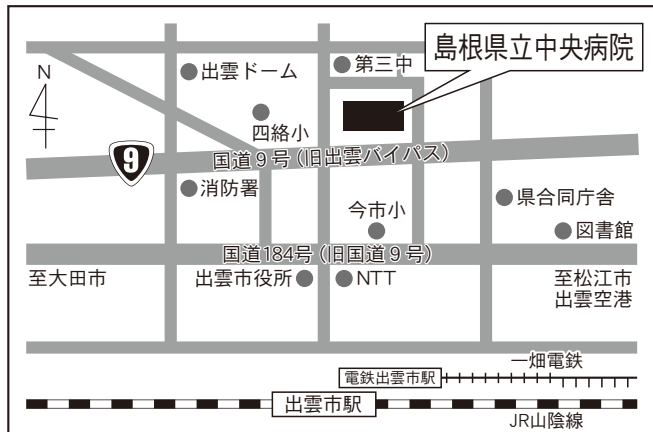 島根県立中央病院
N
出雲ドーム
第三中
四絡小
9
国道9号(旧出雲バイパス)
消防署
今市小
県合同庁舎
図書館
国道184号(旧国道9号)
至大田市
出雲市役所
NTT
至松江市
出雲空港
一畑電鉄
電鉄出雲市駅
出雲市駅
JR山陰線